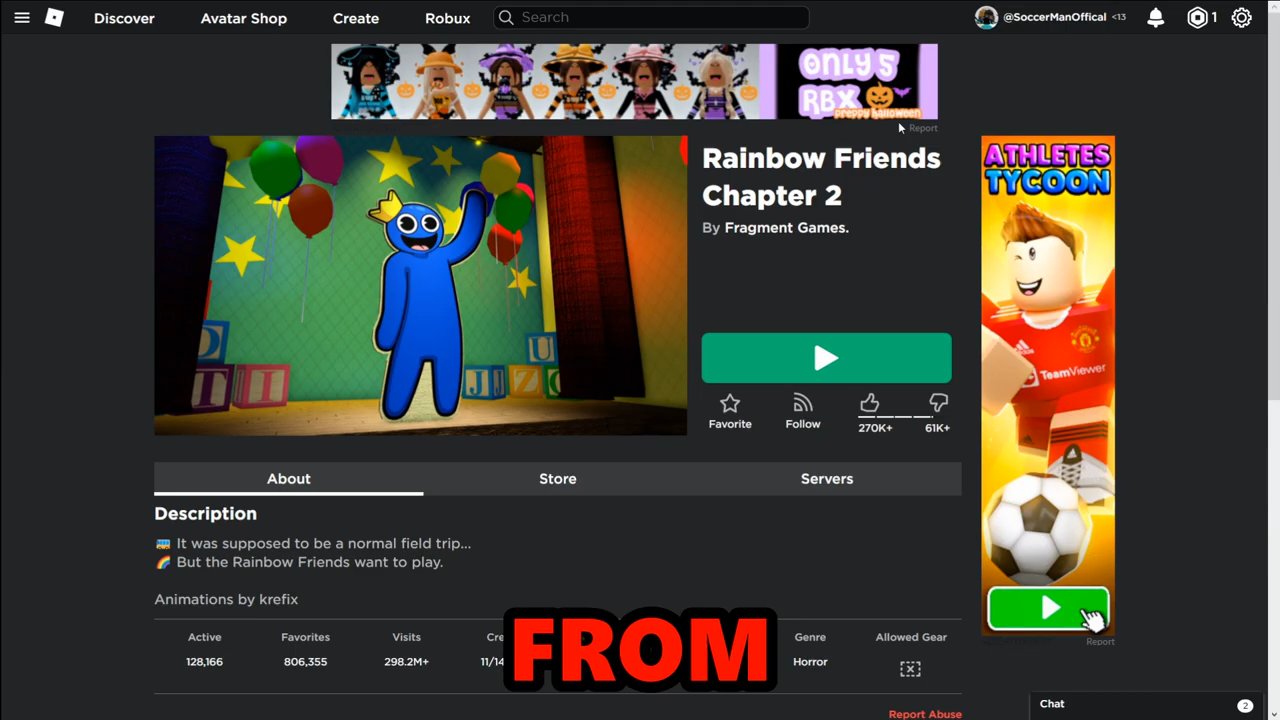 Discover
Avatar Shop
Create
Robux
Search
@SoccerManOffical <13
1
ONLY 5
RBX
preppy halloween
Report
Rainbow Friends
Chapter 2
By Fragment Games.
ATHLETES
TYCOON
TeamViewer
Favorite
Follow
270K+
61K+
About
Store
Servers
Description
It was supposed to be a normal field trip...
But the Rainbow Friends want to play.
Animations by krefix
Active
Favorites
Visits
Genre
Allowed Gear
128,166
806,355
298.2M+
Horror
FROM
Report
Report Abuse
Chat
2